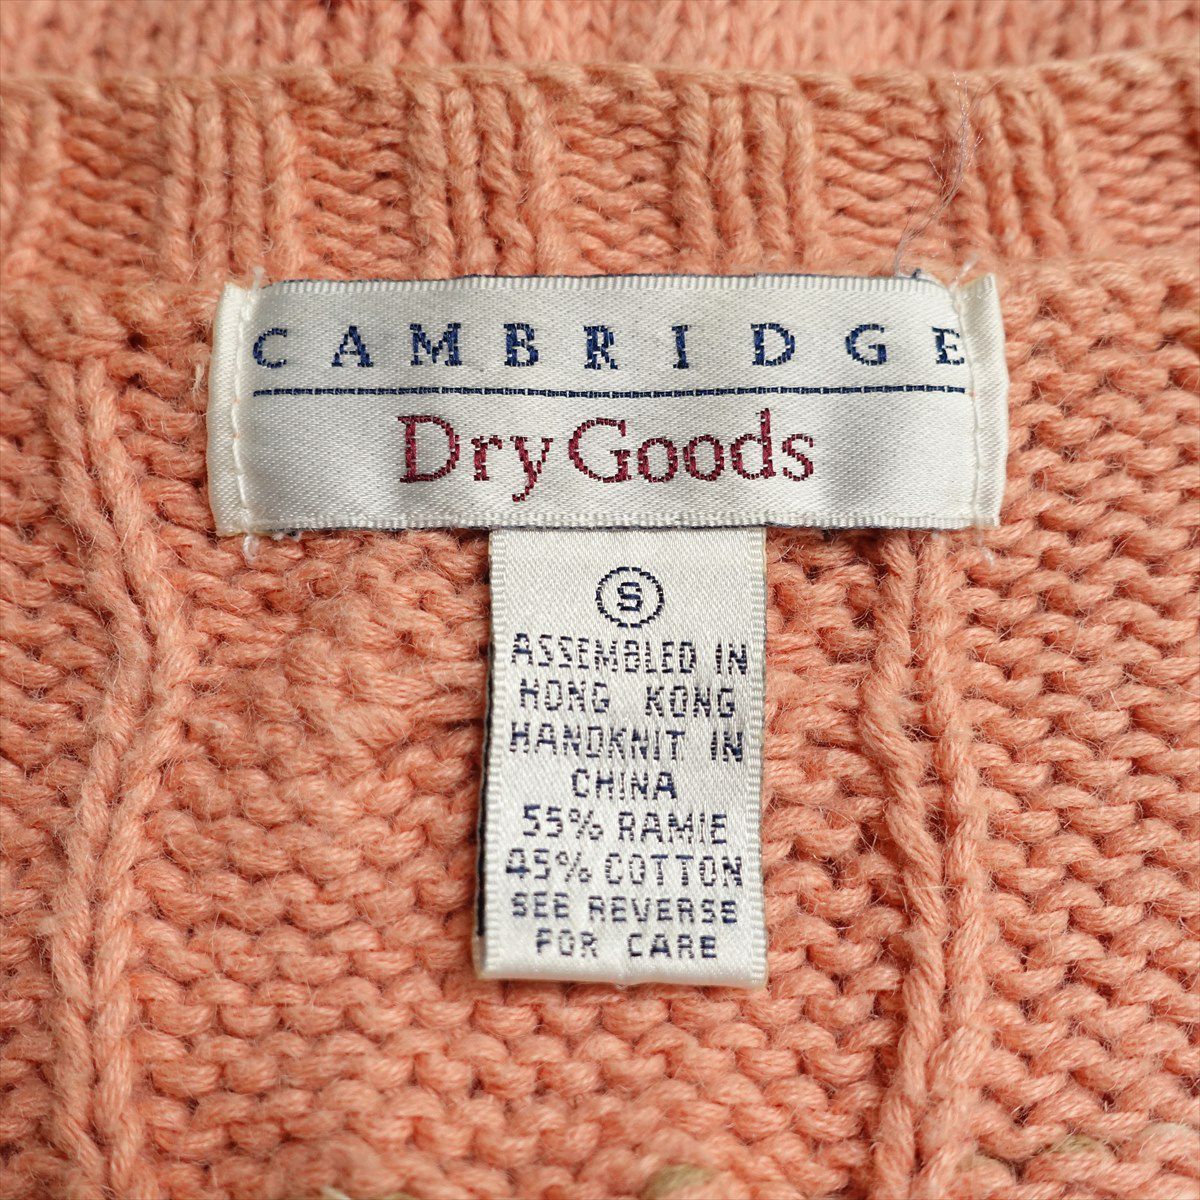 CAMBRIDGE
Dry Goods
S
ASSEMBLED IN
HONG KONG
HANDKNIT IN
CHINA
55% RAMIE
45% COTTON
SEE REVERSE
FOR CARE